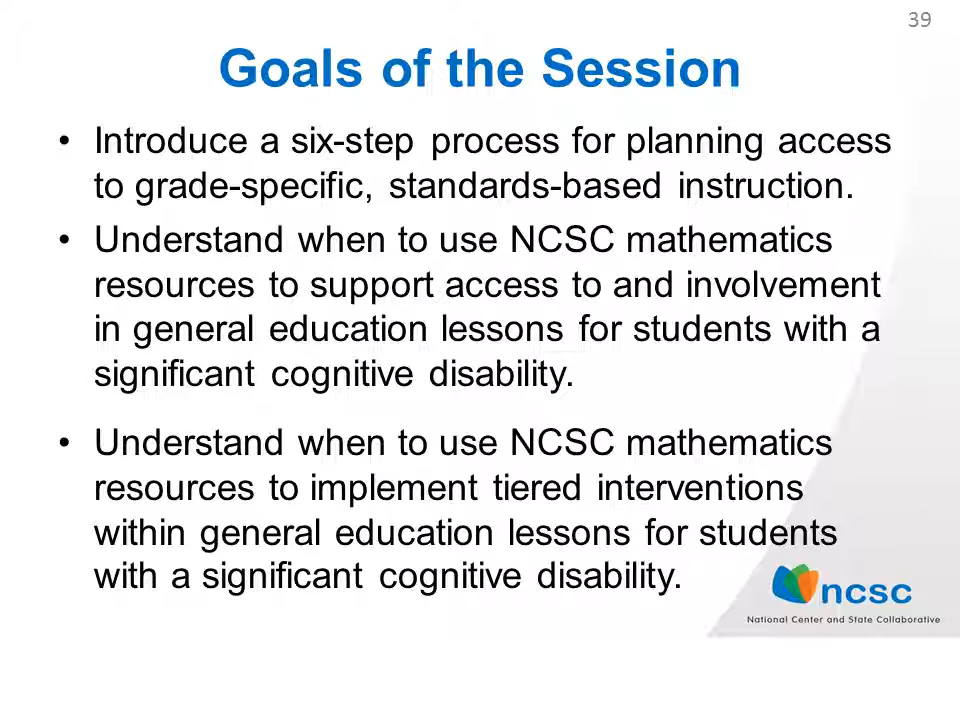 39
Goals of the Session
• Introduce a six-step process for planning access
to grade-specific, standards-based instruction.
• Understand when to use NCSC mathematics
resources to support access to and involvement
in general education lessons for students with a
significant cognitive disability.
• Understand when to use NCSC mathematics
resources to implement tiered interventions
within general education lessons for students
with a significant cognitive disability.
ncsc
National Center and State Collaborative